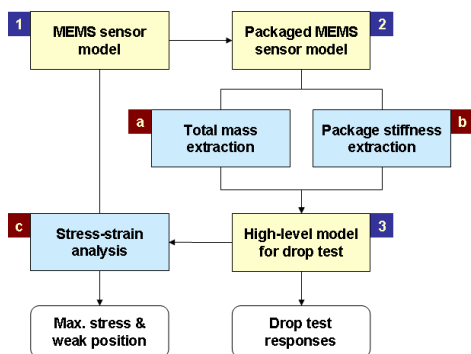 1
MEMS sensor
model
Packaged MEMS
sensor model
2
a
Total mass
extraction
Package stiffness
extraction
b
c
Stress-strain
analysis
High-level model
for drop test
3
Max. stress &
weak position
Drop test
responses